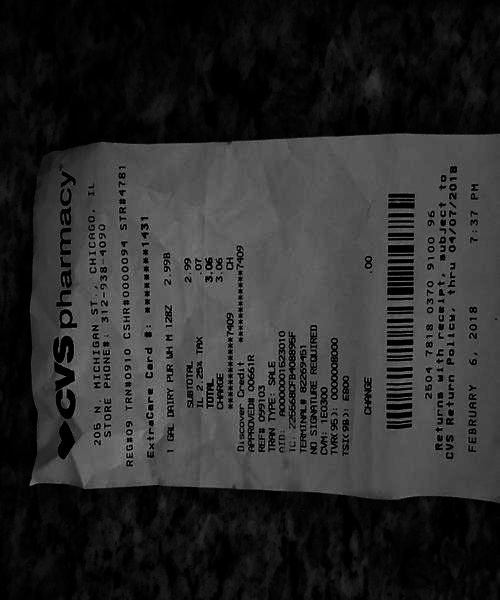 CVS pharmacy
205 N. MICHIGAN ST., CHICAGO, IL
STORE PHONE#: 312-938-4090
REG#09 TRN#0910 CSHR#0000094 STR#4781
ExtraCare Card #: ********1431
1 GAL DAIRY PUR WH M 128Z 2.99B
SUBTOTAL 2.99
IL 2.25% TAX .07
TOTAL 3.06
CHARGE 3.06
************7409 CH
Discover Credit ************7409
APPROVED# 00661R
REF# 099103
TRAN TYPE: SALE
AID: A0000001523010
TC: 225668DFB408896F
TERMINAL# 82269461
NO SIGNATURE REQUIRED
CVM: 1E0300
TVR(95): 0000008000
TSI(9B): E800
CHANGE .00
2504 7818 0370 9100 96
Returns with receipt, subject to
CVS Return Policy, thru 04/07/2018
FEBRUARY 6, 2018 7:37 PM